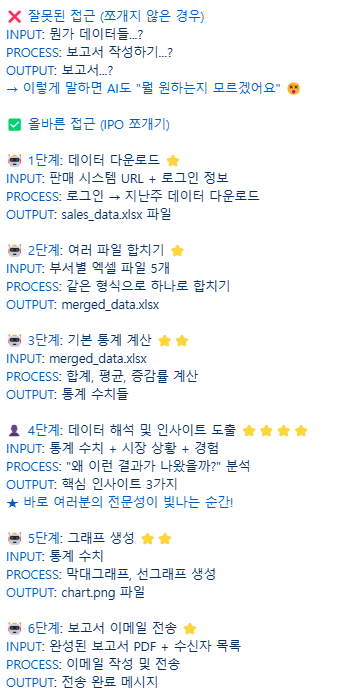 ❌ 잘못된 접근 (쪼개지 않은 경우)
INPUT: 뭔가 데이터들...?
PROCESS: 보고서 작성하기...?
OUTPUT: 보고서...?
→ 이렇게 말하면 AI도 "뭘 원하는지 모르겠어요" 😵
✅ 올바른 접근 (IPO 쪼개기)
🤖 1단계: 데이터 다운로드 ⭐
INPUT: 판매 시스템 URL + 로그인 정보
PROCESS: 로그인 → 지난주 데이터 다운로드
OUTPUT: sales_data.xlsx 파일
🤖 2단계: 여러 파일 합치기 ⭐
INPUT: 부서별 엑셀 파일 5개
PROCESS: 같은 형식으로 하나로 합치기
OUTPUT: merged_data.xlsx
🤖 3단계: 기본 통계 계산 ⭐⭐
INPUT: merged_data.xlsx
PROCESS: 합계, 평균, 증감률 계산
OUTPUT: 통계 수치들
👤 4단계: 데이터 해석 및 인사이트 도출 ⭐⭐⭐⭐
INPUT: 통계 수치 + 시장 상황 + 경험
PROCESS: "왜 이런 결과가 나왔을까?" 분석
OUTPUT: 핵심 인사이트 3가지
★ 바로 여러분의 전문성이 빛나는 순간!
🤖 5단계: 그래프 생성 ⭐⭐
INPUT: 통계 수치
PROCESS: 막대그래프, 선그래프 생성
OUTPUT: chart.png 파일
🤖 6단계: 보고서 이메일 전송 ⭐
INPUT: 완성된 보고서 PDF + 수신자 목록
PROCESS: 이메일 작성 및 전송
OUTPUT: 전송 완료 메시지